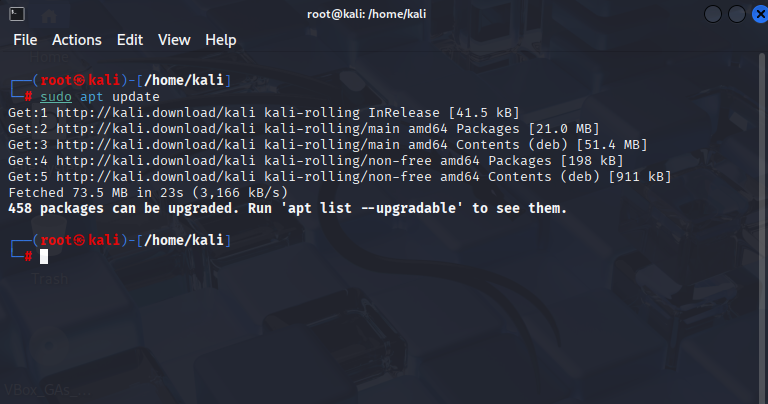 root@kali: /home/kali
File Actions Edit View Help
┌──(root㉿kali)-[/home/kali]
└─# sudo apt update
Get:1 http://kali.download/kali kali-rolling InRelease [41.5 kB]
Get:2 http://kali.download/kali kali-rolling/main amd64 Packages [21.0 MB]
Get:3 http://kali.download/kali kali-rolling/main amd64 Contents (deb) [51.4 MB]
Get:4 http://kali.download/kali kali-rolling/non-free amd64 Packages [198 kB]
Get:5 http://kali.download/kali kali-rolling/non-free amd64 Contents (deb) [911 kB]
Fetched 73.5 MB in 23s (3,166 kB/s)
458 packages can be upgraded. Run 'apt list --upgradable' to see them.
┌──(root㉿kali)-[/home/kali]
└─#
Trash
VBox_GAs_...